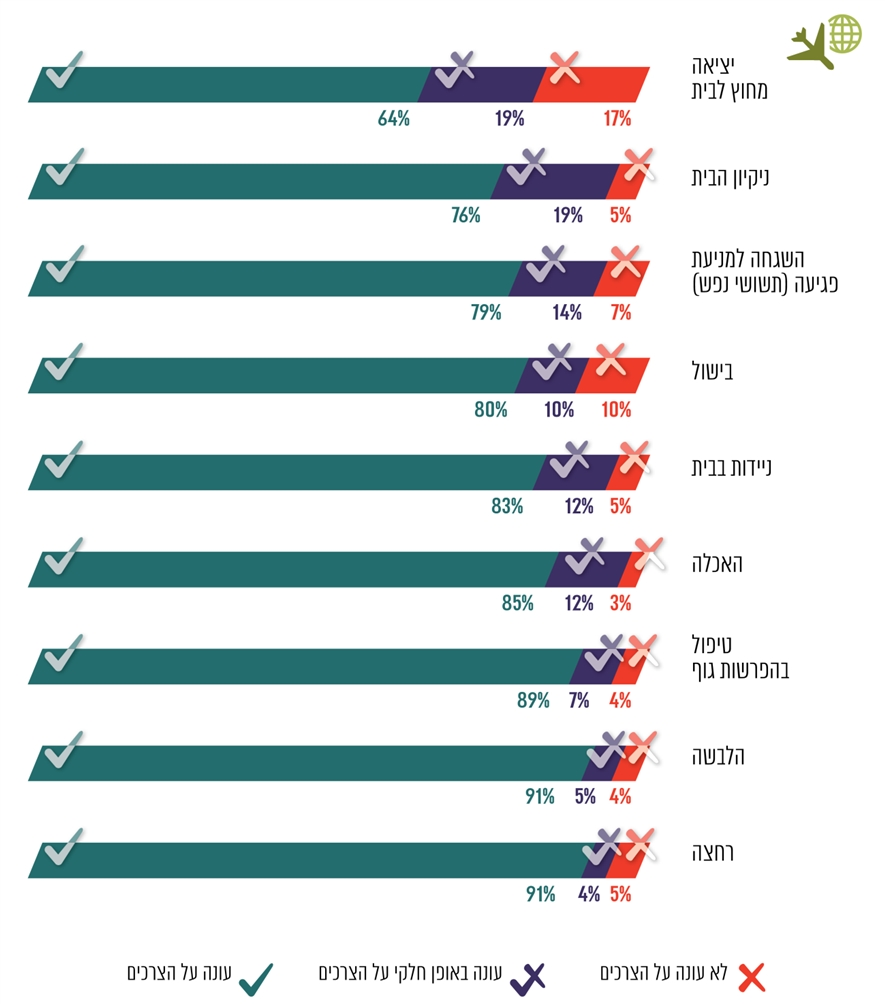 יציאה
מחוץ לבית
17% 19% 64%
ניקיון הבית
5% 19% 76%
השגחה למניעת
פגיעה (תשושי נפש)
7% 14% 79%
בישול
10% 10% 80%
ניידות בבית
5% 12% 83%
האכלה
3% 12% 85%
טיפול
בהפרשות גוף
4% 7% 89%
הלבשה
4% 5% 91%
רחצה
5% 4% 91%
לא עונה על הצרכים עונה באופן חלקי על הצרכים עונה על הצרכים